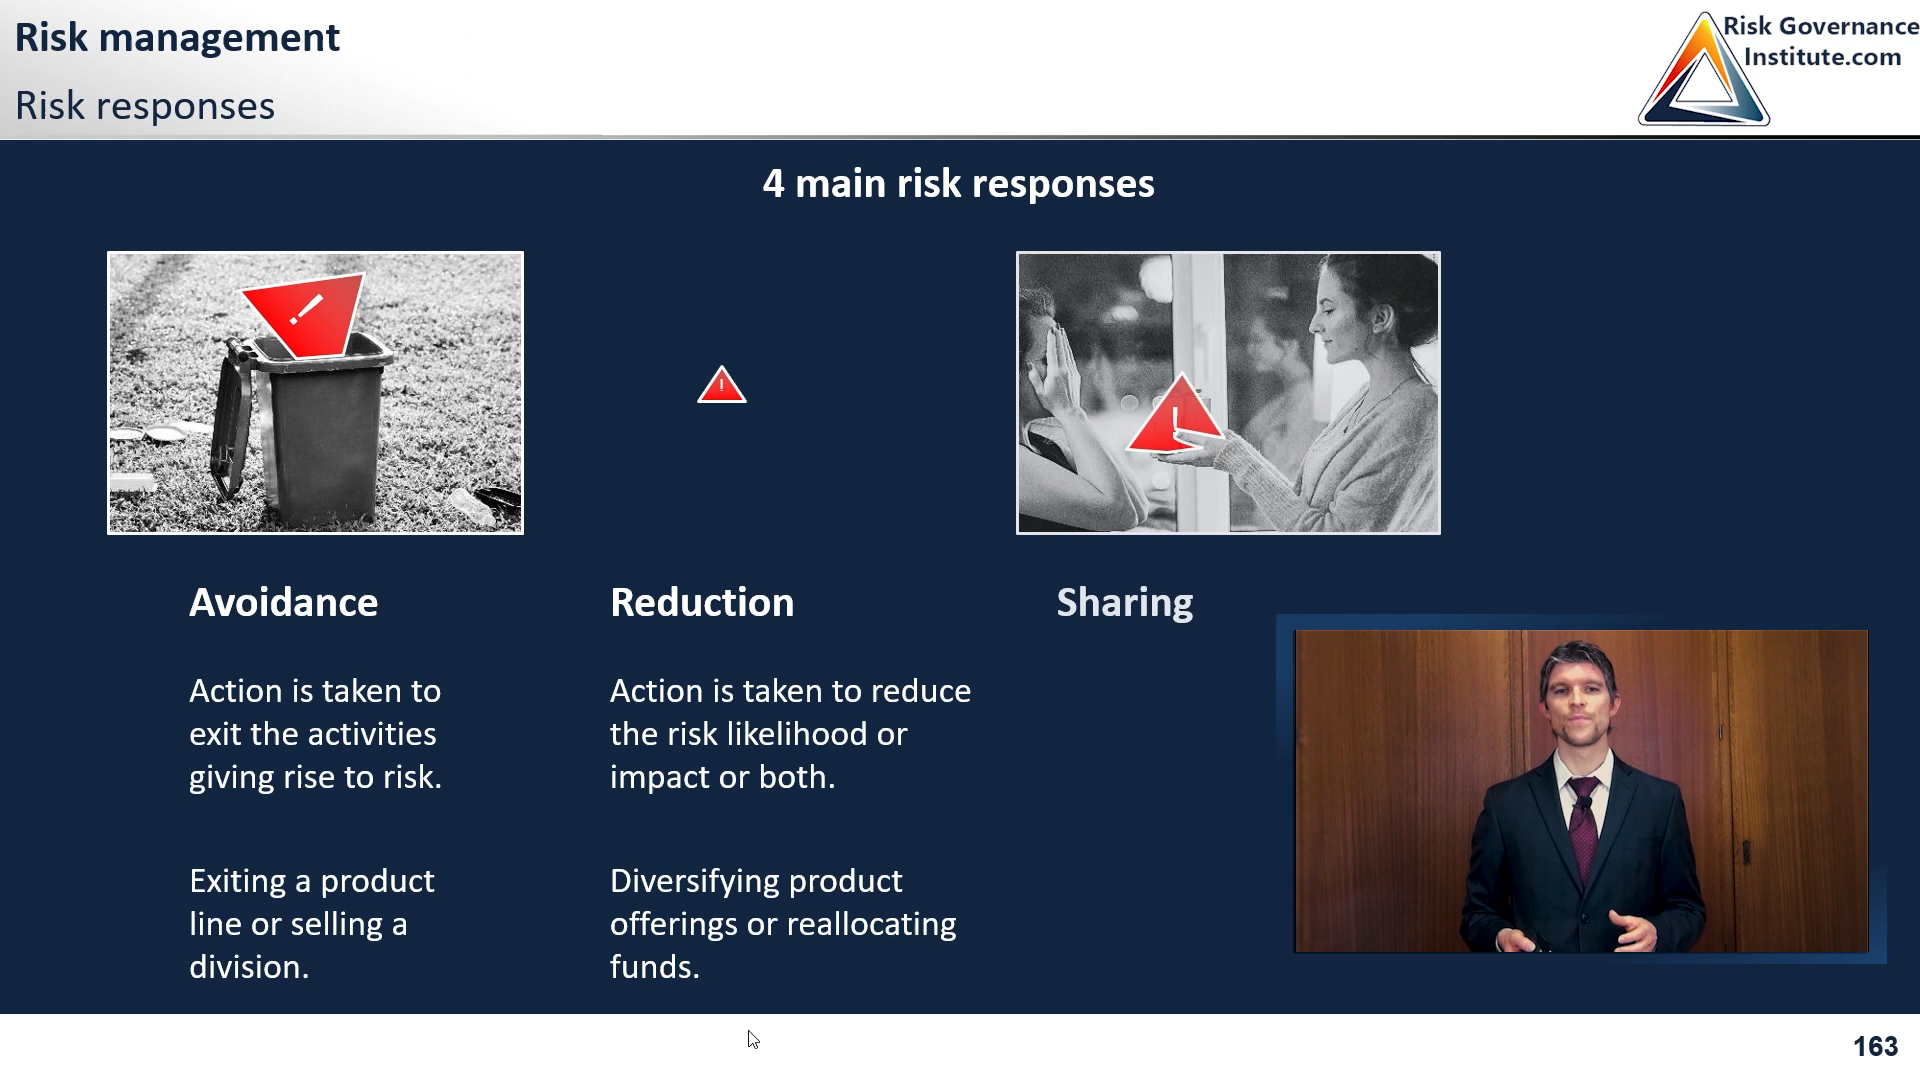 Risk management
Risk responses
Risk Governance
Institute.com
4 main risk responses
!
!
!
Avoidance
Reduction
Sharing
Action is taken to
exit the activities
giving rise to risk.
Action is taken to reduce
the risk likelihood or
impact or both.
Exiting a product
line or selling a
division.
Diversifying product
offerings or reallocating
funds.
163